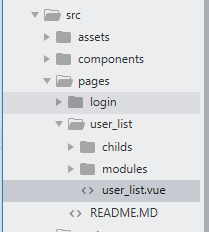 src
assets
components
pages
login
user_list
childs
modules
user_list.vue
README.MD